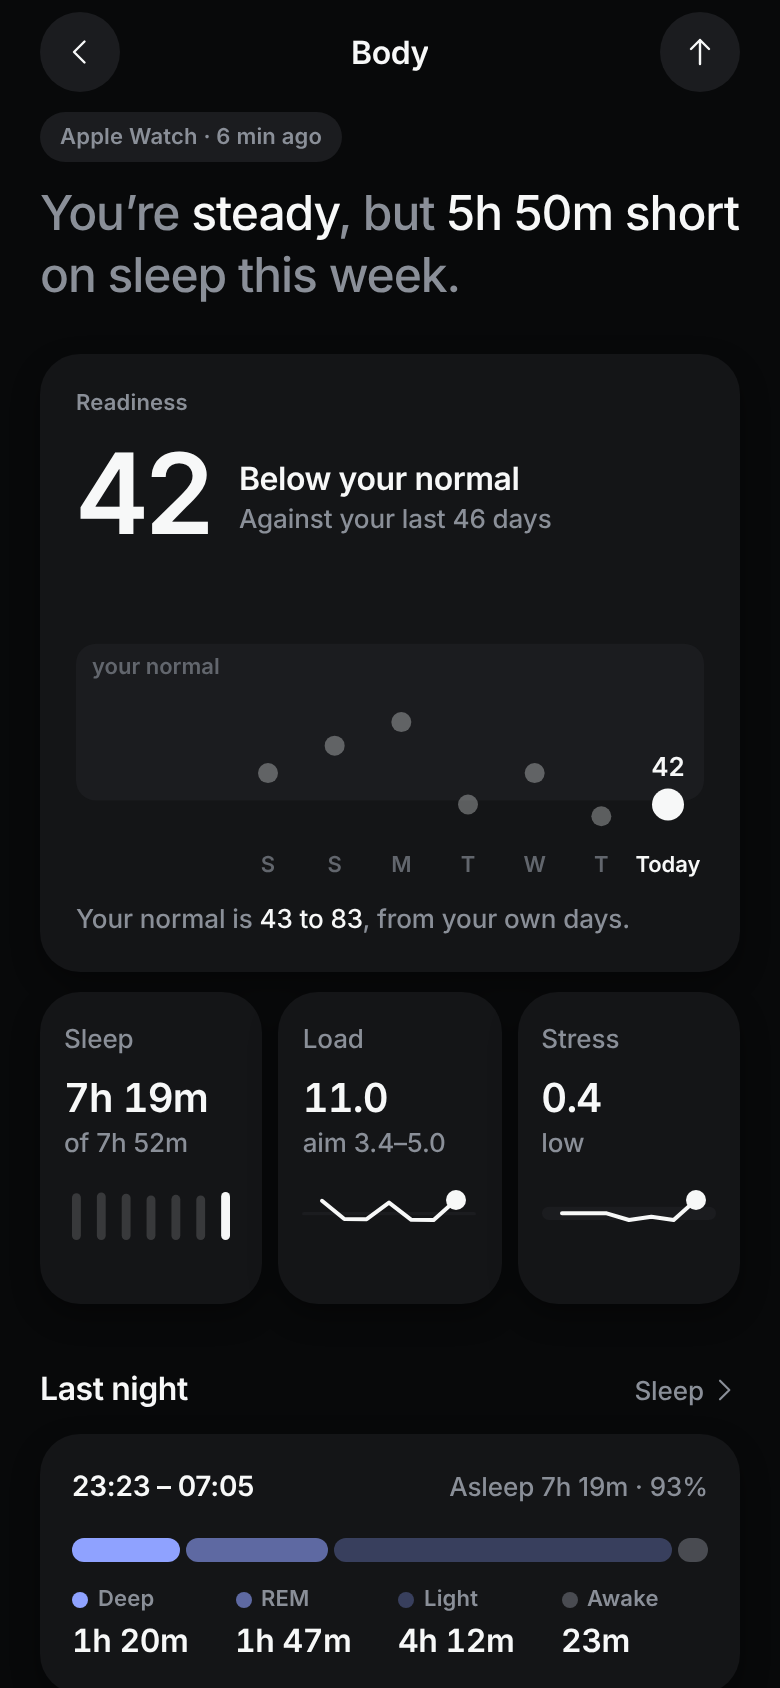 Body
Apple Watch · 6 min ago
You’re steady, but 5h 50m short
on sleep this week.
Readiness
42
Below your normal
Against your last 46 days
your normal
42
S S M T W T Today
Your normal is 43 to 83, from your own days.
Sleep
7h 19m
of 7h 52m
Load
11.0
aim 3.4–5.0
Stress
0.4
low
Last night
Sleep
23:23 – 07:05
Asleep 7h 19m · 93%
Deep
1h 20m
REM
1h 47m
Light
4h 12m
Awake
23m